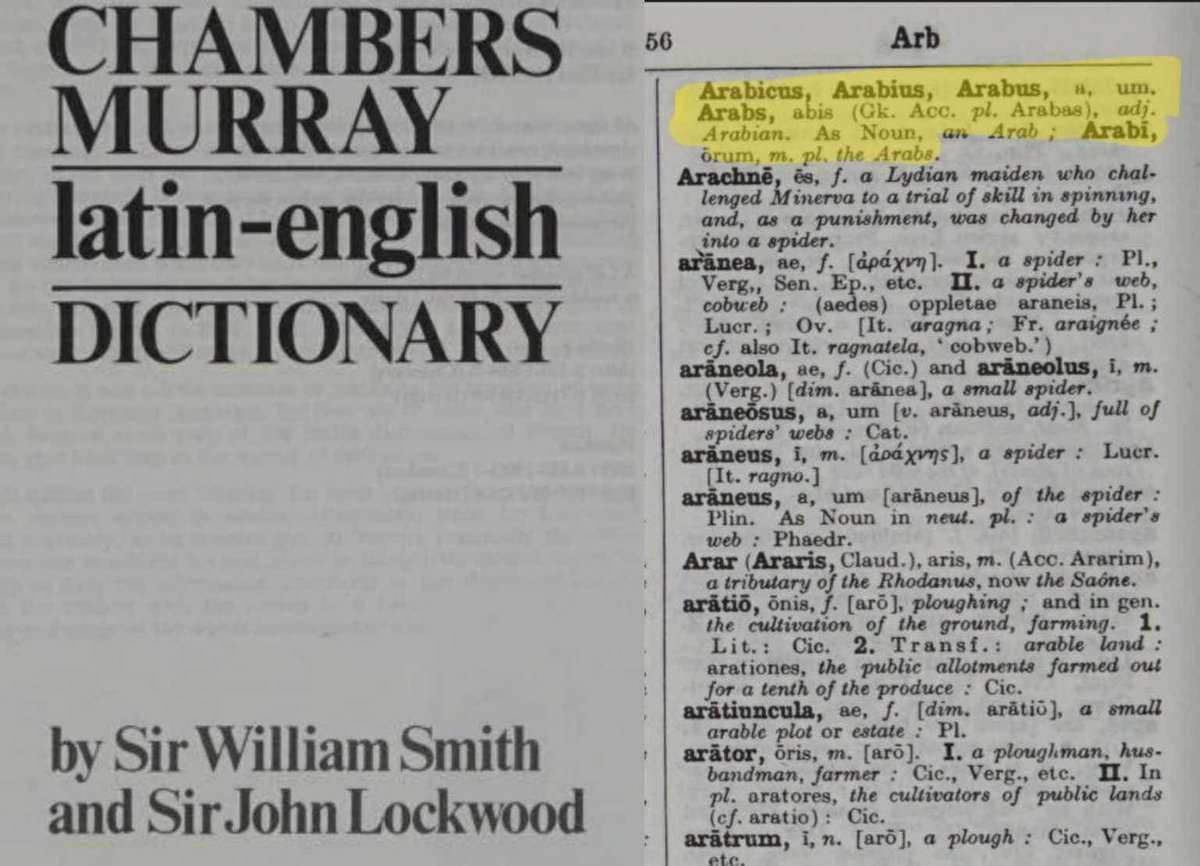 CHAMBERS
MURRAY
latin-english
DICTIONARY
by Sir William Smith
and Sir John Lockwood
56
Arb
Arabicus, Arabius, Arabus, a, um.
Arabs, abis (Gk. Acc. pl. Arabas), adj.
Arabian. As Noun, an Arab; Arabī,
ōrum, m. pl. the Arabs.
Arachnē, ēs, f. a Lydian maiden who chal-
lenged Minerva to a trial of skill in spinning,
and, as a punishment, was changed by her
into a spider.
arānea, ae, f. [ἀράχνη]. I. a spider: Pl.,
Verg,, Sen. Ep., etc. II. a spider's web,
cobweb: (aedes) oppletae araneis, Pl.;
Lucr.; Ov. [It. aragna; Fr. araignée;
cf. also It. ragnatela, 'cobweb.')
arāneola, ae, f. (Cic.) and arāneolus, ī, m.
(Verg.) [dim. arānea], a small spider.
arāneōsus, a, um [v. arāneus, adj.], full of
spiders' webs: Cat.
arāneus, ī, m. [ἀράχνης], a spider: Lucr.
[It. ragno.]
arāneus, a, um [arāneus], of the spider:
Plin. As Noun in neut. pl.: a spider's
web: Phaedr.
Arar (Araris, Claud.), aris, m. (Acc. Ararim),
a tributary of the Rhodanus, now the Saône.
arātiō, ōnis, f. [arō], ploughing; and in gen.
the cultivation of the ground, farming. 1.
Lit.: Cic. 2. Transf.: arable land:
arationes, the public allotments farmed out
for a tenth of the produce: Cic.
arātiuncula, ae, f. [dim. arātiō], a small
arable plot or estate: Pl.
arātor, ōris, m. [arō]. I. a ploughman, hus-
bandman, farmer: Cic., Verg., etc. II. In
pl. aratores, the cultivators of public lands
(cf. aratio): Cic.
arātrum, ī, n. [arō], a plough: Cic., Verg.,
etc.